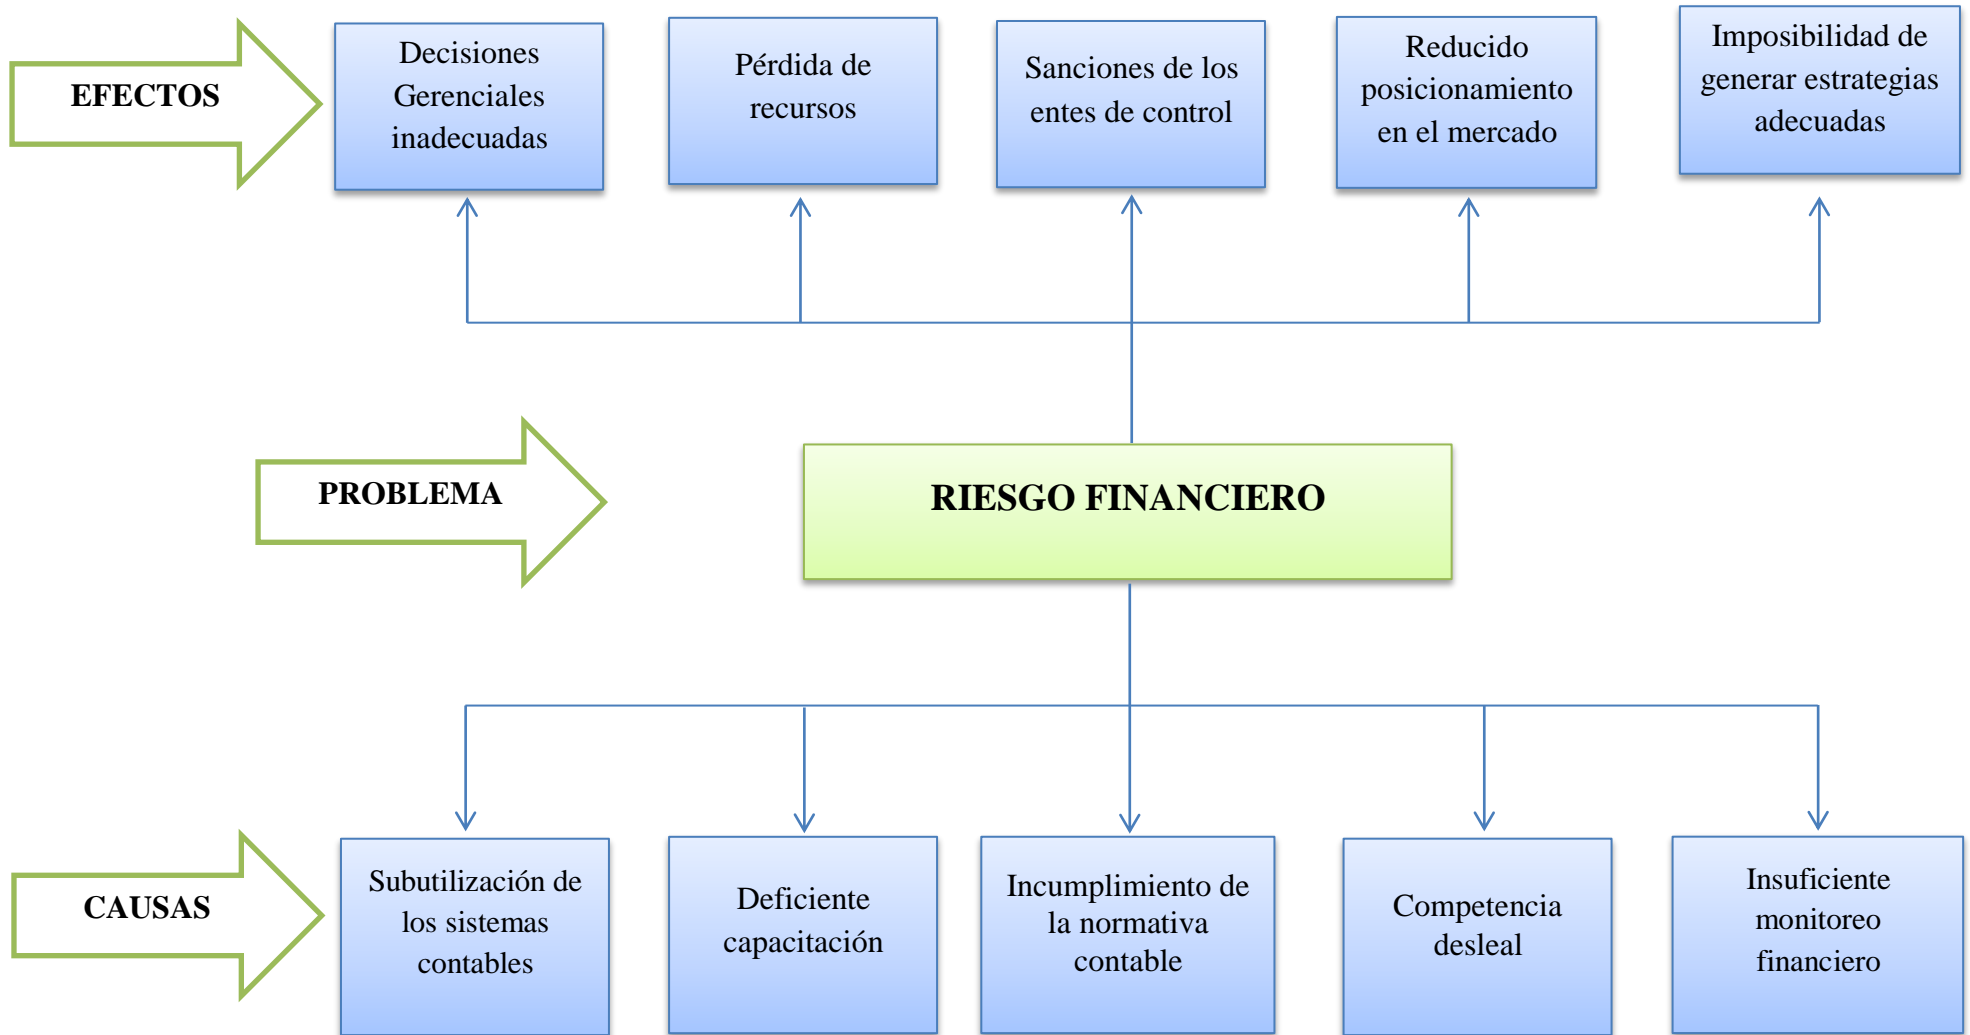 EFECTOS
Decisiones
Gerenciales
inadecuadas
Pérdida de
recursos
Sanciones de los
entes de control
Reducido
posicionamiento
en el mercado
Imposibilidad de
generar estrategias
adecuadas
PROBLEMA
RIESGO FINANCIERO
CAUSAS
Subutilización de
los sistemas
contables
Deficiente
capacitación
Incumplimiento de
la normativa
contable
Competencia
desleal
Insuficiente
monitoreo
financiero